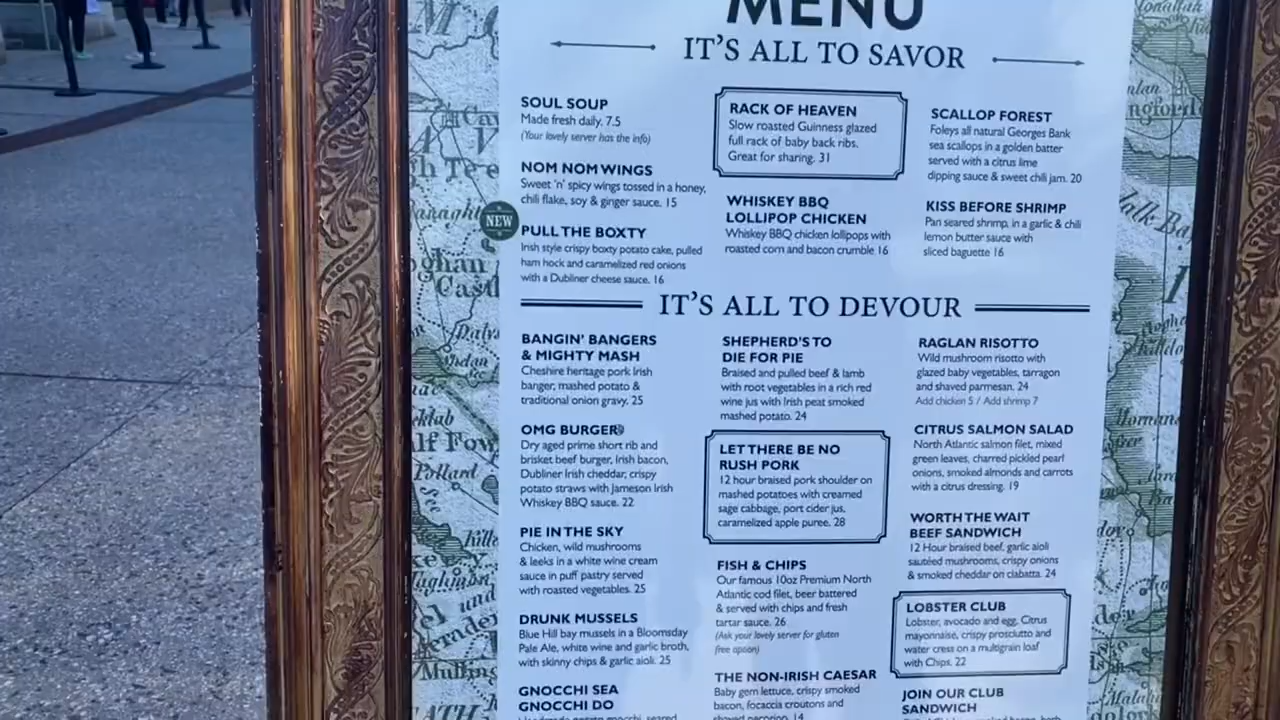 MENU
IT'S ALL TO SAVOR
SOUL SOUP
Made fresh daily. 7.5
(Your lovely server has the info)
NOM NOM WINGS
Sweet 'n' spicy wings tossed in a honey,
chili flake, soy & ginger sauce. 15
NEW
PULL THE BOXTY
Irish style crispy boxty potato cake, pulled
ham hock and caramelized red onions
with a Dubliner cheese sauce. 16
RACK OF HEAVEN
Slow roasted Guinness glazed
full rack of baby back ribs.
Great for sharing. 31
WHISKEY BBQ
LOLLIPOP CHICKEN
Whiskey BBQ chicken lollipops with
roasted corn and bacon crumble 16
SCALLOP FOREST
Foleys all natural Georges Bank
sea scallops in a golden batter
served with a citrus lime
dipping sauce & sweet chili jam. 20
KISS BEFORE SHRIMP
Pan seared shrimp, in a garlic & chili
lemon butter sauce with
sliced baguette 16
IT'S ALL TO DEVOUR
BANGIN' BANGERS
& MIGHTY MASH
Cheshire heritage pork Irish
banger, mashed potato &
traditional onion gravy. 25
OMG BURGER
Dry aged prime short rib and
brisket beef burger, Irish bacon,
Dubliner Irish cheddar, crispy
potato straws with Jameson Irish
Whiskey BBQ sauce. 22
PIE IN THE SKY
Chicken, wild mushrooms
& leeks in a white wine cream
sauce in puff pastry served
with roasted vegetables. 25
DRUNK MUSSELS
Blue Hill bay mussels in a Bloomsday
Pale Ale, white wine and garlic broth,
with skinny chips & garlic aioli. 25
GNOCCHI SEA
GNOCCHI DO
SHEPHERD'S TO
DIE FOR PIE
Braised and pulled beef & lamb
with root vegetables in a rich red
wine jus with Irish peat smoked
mashed potato. 24
LET THERE BE NO
RUSH PORK
12 hour braised pork shoulder on
mashed potatoes with creamed
sage cabbage, port cider jus,
caramelized apple puree. 28
FISH & CHIPS
Our famous 10oz Premium North
Atlantic cod filet, beer battered
& served with chips and fresh
tartar sauce. 26
(Ask your lovely server for gluten
free option)
THE NON-IRISH CAESAR
Baby gem lettuce, crispy smoked
bacon, focaccia croutons and
shaved pecorino. 14
RAGLAN RISOTTO
Wild mushroom risotto with
glazed baby vegetables, tarragon
and shaved parmesan. 24
Add chicken 5 / Add shrimp 7
CITRUS SALMON SALAD
North Atlantic salmon filet, mixed
green leaves, charred pickled pearl
onions, smoked almonds and carrots
with a citrus dressing. 19
WORTH THE WAIT
BEEF SANDWICH
12 Hour braised beef, garlic aioli
sautéed mushrooms, crispy onions
& smoked cheddar on ciabatta. 24
LOBSTER CLUB
Lobster, avocado and egg, Citrus
mayonnaise, crispy prosciutto and
water cress on a multigrain loaf
with Chips. 22
JOIN OUR CLUB
SANDWICH